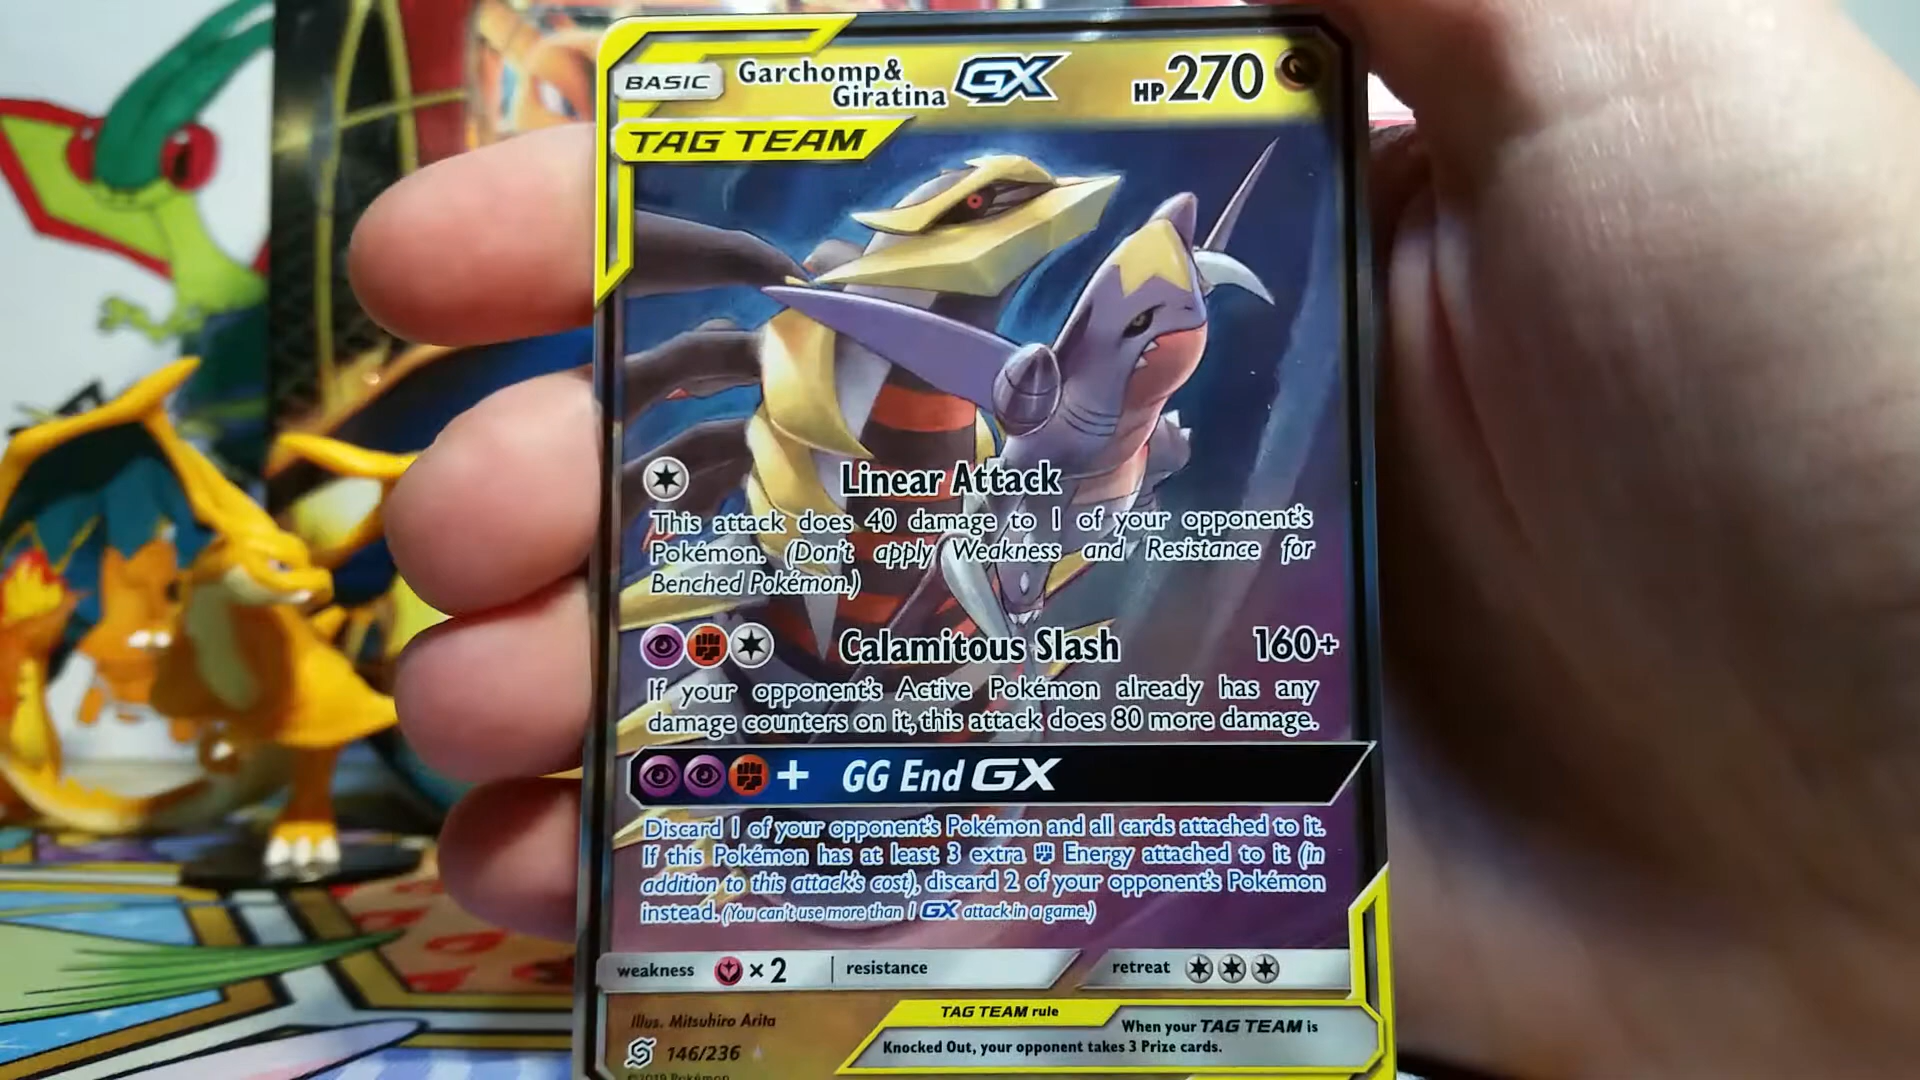 BASIC Garchomp& Giratina GX HP 270
TAG TEAM
Linear Attack
This attack does 40 damage to 1 of your opponent's
Pokémon. (Don't apply Weakness and Resistance for
Benched Pokémon.)
Calamitous Slash 160+
If your opponent's Active Pokémon already has any
damage counters on it, this attack does 80 more damage.
+ GG End GX
Discard 1 of your opponent's Pokémon and all cards attached to it.
If this Pokémon has at least 3 extra Energy attached to it (in
addition to this attack's cost), discard 2 of your opponent's Pokémon
instead. (You can't use more than 1 GX attack in a game.)
weakness ×2 resistance retreat
Illus. Mitsuhiro Arita
146/236
TAG TEAM rule
When your TAG TEAM is
Knocked Out, your opponent takes 3 Prize cards.
©2019 Pokémon